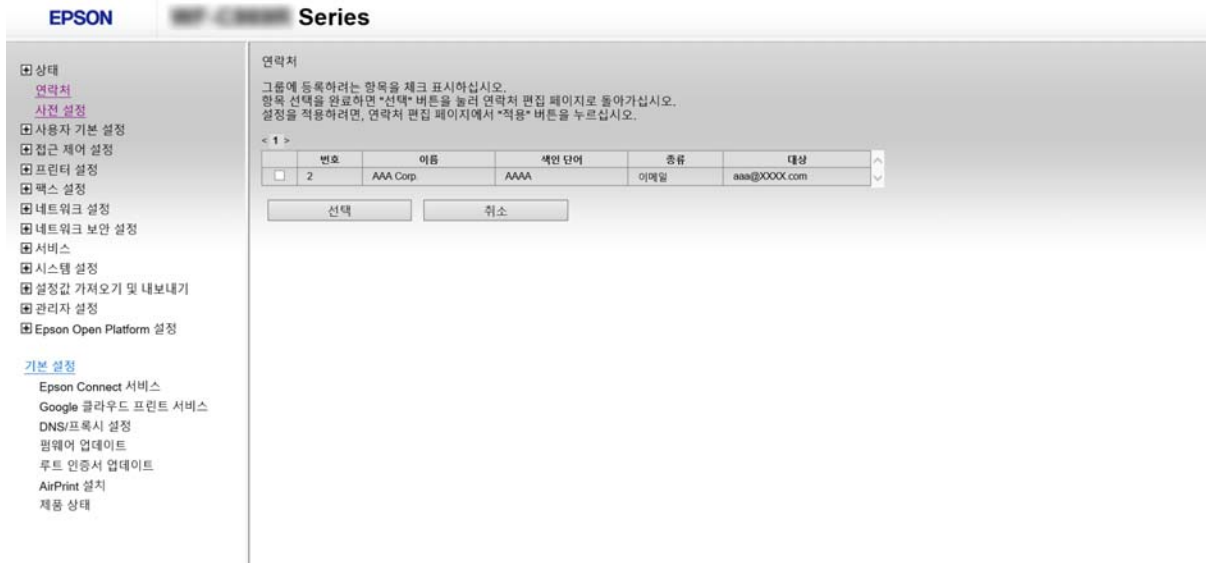 EPSON
Series
상태
연락처
사전 설정
사용자 기본 설정
접근 제어 설정
프린터 설정
팩스 설정
네트워크 설정
네트워크 보안 설정
서비스
시스템 설정
설정값 가져오기 및 내보내기
관리자 설정
Epson Open Platform 설정
기본 설정
Epson Connect 서비스
Google 클라우드 프린트 서비스
DNS/프록시 설정
펌웨어 업데이트
루트 인증서 업데이트
AirPrint 설치
제품 상태
연락처
그룹에 등록하려는 항목을 체크 표시하십시오.
항목 선택을 완료하면 "선택" 버튼을 눌러 연락처 편집 페이지로 돌아가십시오.
설정을 적용하려면, 연락처 편집 페이지에서 "적용" 버튼을 누르십시오.
< 1 >
번호 이름 색인 단어 종류 대상
2 AAA Corp. AAAA 이메일 aaa@XXXX.com
선택 취소